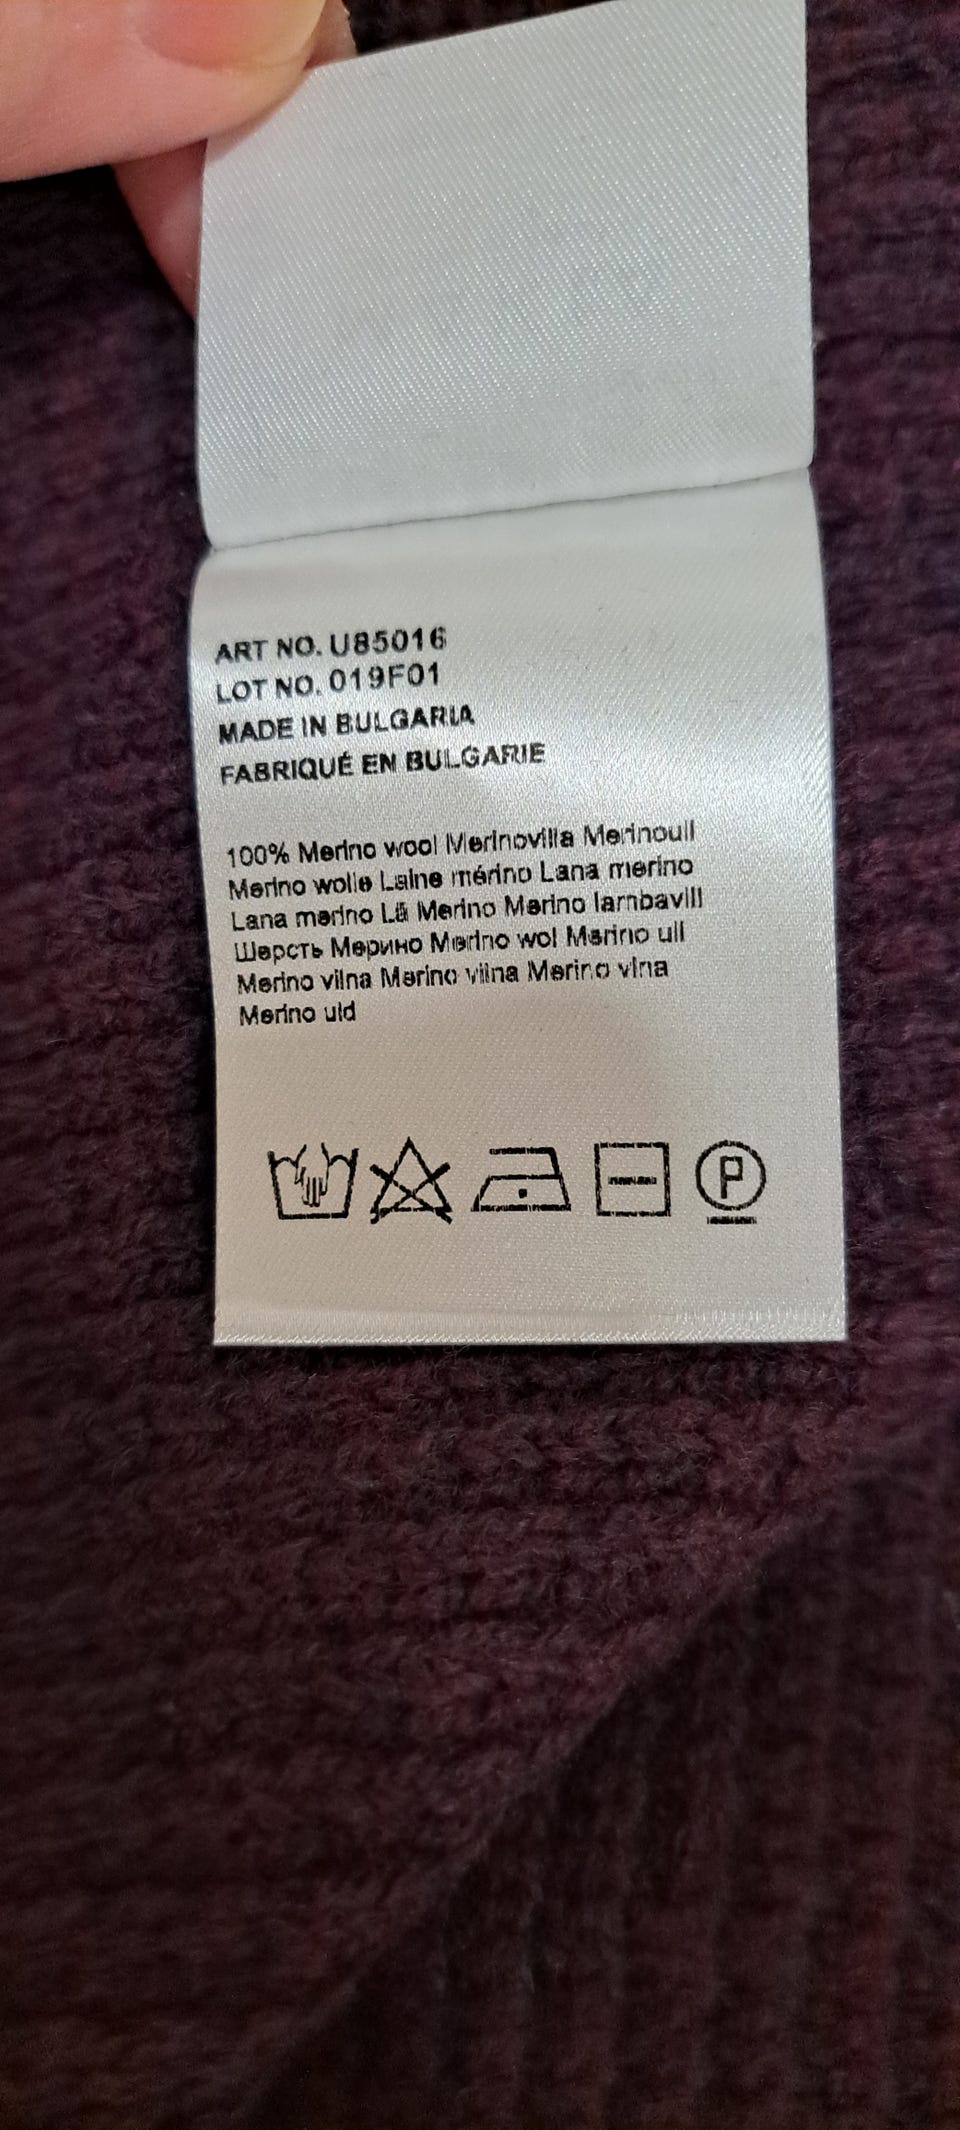 ART NO. U85016
LOT NO. 019F01
MADE IN BULGARIA
FABRIQUÉ EN BULGARIE
100% Merino wool Merinovilla Merinoull
Merino wolle Laine mérino Lana merino
Lana merino Lã Merino Merino lambavill
Шерсть Мерино Merino wol Merino ull
Merino vilna Merino vilna Merino vlna
Merino uld
P